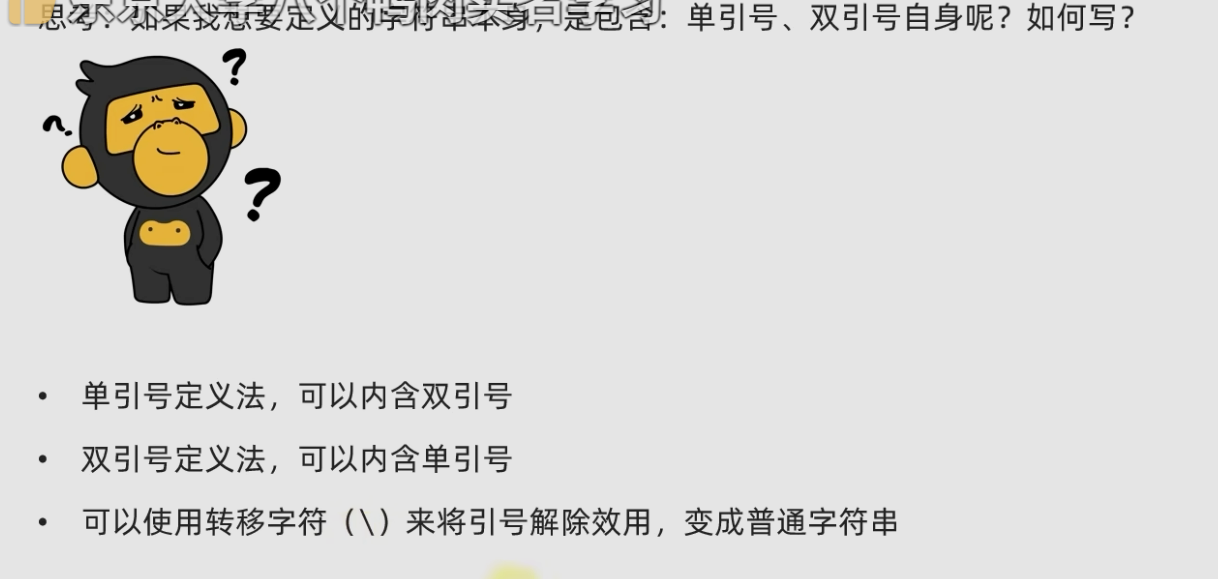 思考：如果我想要定义的字符串本身，是包含：单引号、双引号自身呢？如何写？
• 单引号定义法，可以内含双引号
• 双引号定义法，可以内含单引号
• 可以使用转移字符（\）来将引号解除效用，变成普通字符串